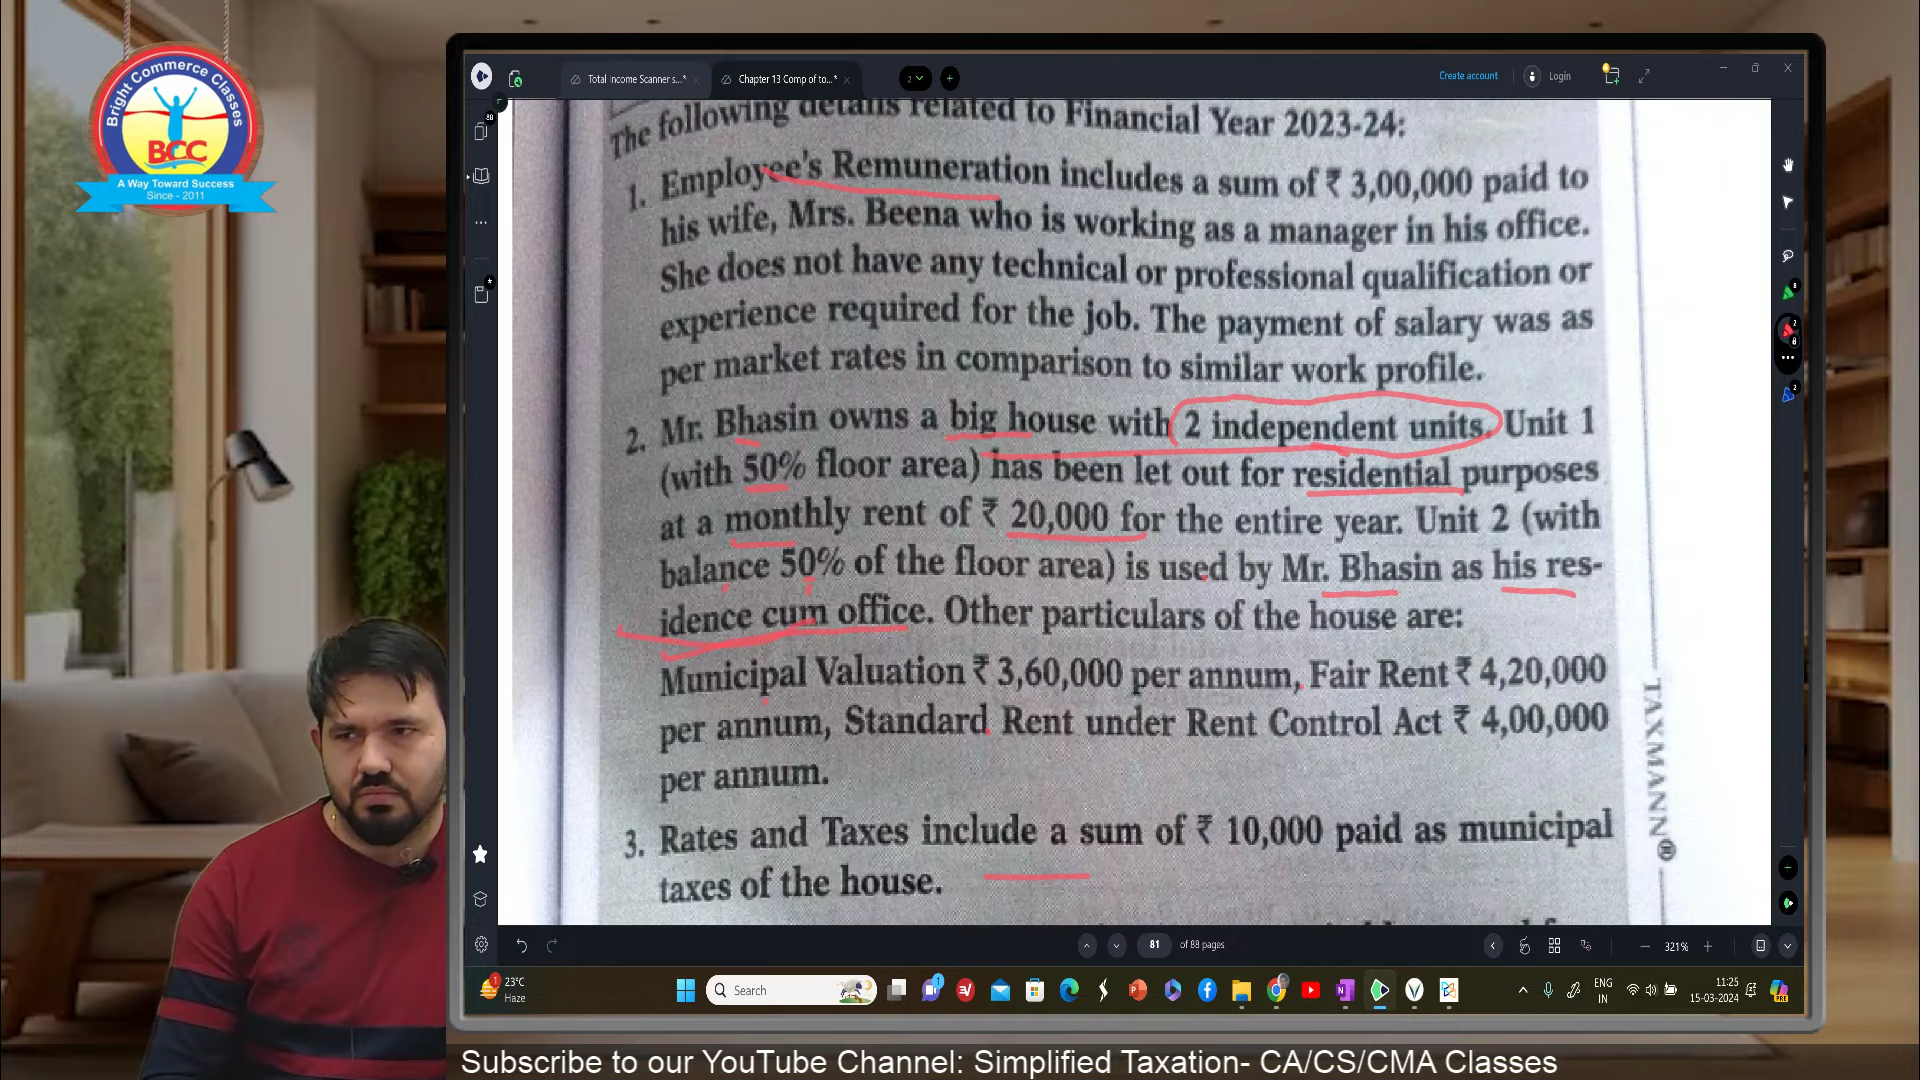 Bright Commerce Classes
BCC
A Way Toward Success
Since - 2011
Total Income Scanner s...*
Chapter 13 Comp of to...*
2
Create account
Login
88
The following details related to Financial Year 2023-24:
1. Employee's Remuneration includes a sum of ₹ 3,00,000 paid to
his wife, Mrs. Beena who is working as a manager in his office.
She does not have any technical or professional qualification or
experience required for the job. The payment of salary was as
per market rates in comparison to similar work profile.
2. Mr. Bhasin owns a big house with 2 independent units. Unit 1
(with 50% floor area) has been let out for residential purposes
at a monthly rent of ₹ 20,000 for the entire year. Unit 2 (with
balance 50% of the floor area) is used by Mr. Bhasin as his res-
idence cum office. Other particulars of the house are:
Municipal Valuation ₹ 3,60,000 per annum, Fair Rent ₹ 4,20,000
per annum, Standard Rent under Rent Control Act ₹ 4,00,000
per annum.
3. Rates and Taxes include a sum of ₹ 10,000 paid as municipal
taxes of the house.
TAXMANN®
81 of 88 pages
321%
23°C
Haze
Search
ENG
IN
11:25
15-03-2024
Subscribe to our YouTube Channel: Simplified Taxation- CA/CS/CMA Classes